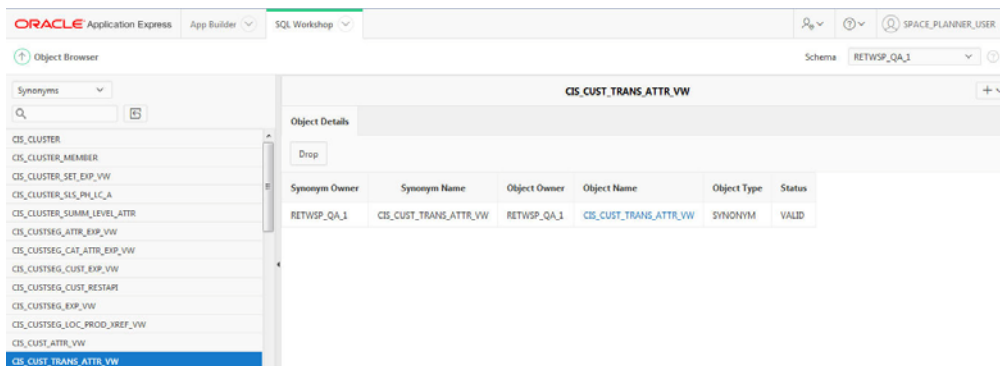 ORACLE Application Express App Builder SQL Workshop SPACE_PLANNER_USER
Object Browser Schema RETWSP_QA_1
Synonyms
CIS_CUST_TRANS_ATTR_VW
Object Details
Drop
Synonym Owner Synonym Name Object Owner Object Name Object Type Status
RETWSP_QA_1 CIS_CUST_TRANS_ATTR_VW RETWSP_QA_1 CIS_CUST_TRANS_ATTR_VW SYNONYM VALID
CIS_CLUSTER
CIS_CLUSTER_MEMBER
CIS_CLUSTER_SET_EXP_VW
CIS_CLUSTER_SLS_PH_LC_A
CIS_CLUSTER_SUMM_LEVEL_ATTR
CIS_CUSTSEG_ATTR_EXP_VW
CIS_CUSTSEG_CAT_ATTR_EXP_VW
CIS_CUSTSEG_CUST_EXP_VW
CIS_CUSTSEG_CUST_RESTAPI
CIS_CUSTSEG_EXP_VW
CIS_CUSTSEG_LOC_PROD_XREF_VW
CIS_CUST_ATTR_VW
CIS_CUST_TRANS_ATTR_VW